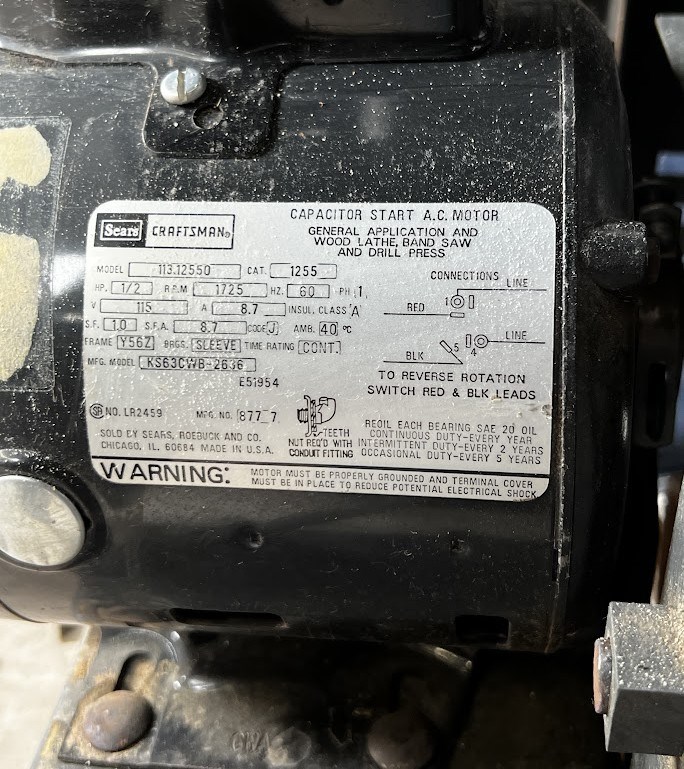 Sears CRAFTSMAN®
CAPACITOR START A.C. MOTOR
GENERAL APPLICATION AND
WOOD LATHE, BAND SAW
AND DRILL PRESS
MODEL 113.12550 CAT. 1255
HP. 1/2 R.P.M 1725 HZ. 60 PH 1
V 115 A 8.7 INSUL. CLASS A
S.F. 1.0 S.F.A. 8.7 CODE J AMB. 40 °C
FRAME Y56Z BRGS. SLEEVE TIME RATING CONT.
MFG. MODEL KS63CWB-2636
E51954
CONNECTIONS LINE
1
RED
LINE
5
4
BLK
TO REVERSE ROTATION
SWITCH RED & BLK LEADS
NO. LR2459 MFG. NO. 877_7
SOLD BY SEARS, ROEBUCK AND CO.
CHICAGO, IL. 60684 MADE IN U.S.A.
TEETH
NUT REQ'D WITH
CONDUIT FITTING
REOIL EACH BEARING SAE 20 OIL
CONTINUOUS DUTY-EVERY YEAR
INTERMITTENT DUTY-EVERY 2 YEARS
OCCASIONAL DUTY-EVERY 5 YEARS
WARNING: MOTOR MUST BE PROPERLY GROUNDED AND TERMINAL COVER
MUST BE IN PLACE TO REDUCE POTENTIAL ELECTRICAL SHOCK